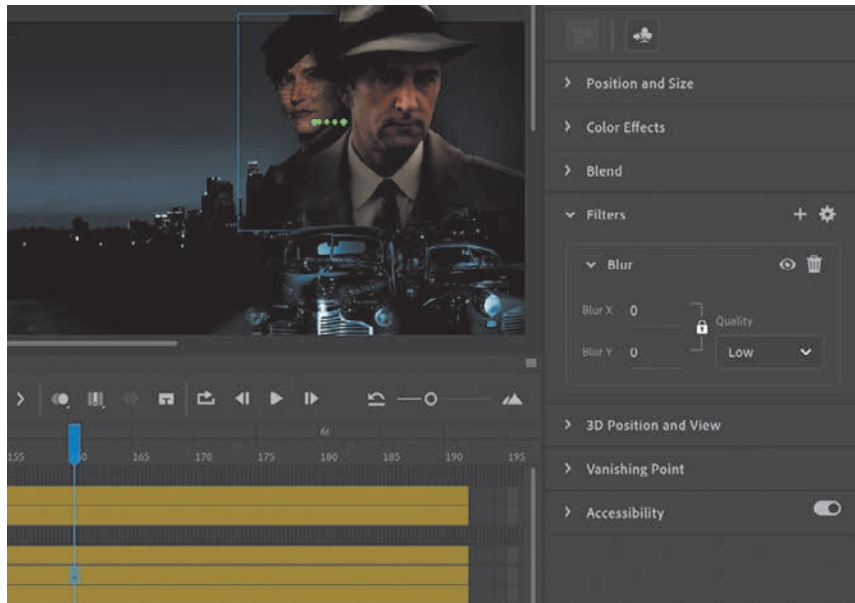 Position and Size
Color Effects
Blend
Filters
Blur
Blur X 0
Quality
Blur Y 0
Low
3D Position and View
Vanishing Point
Accessibility
6s
155 160 165 170 175 180 185 190 195